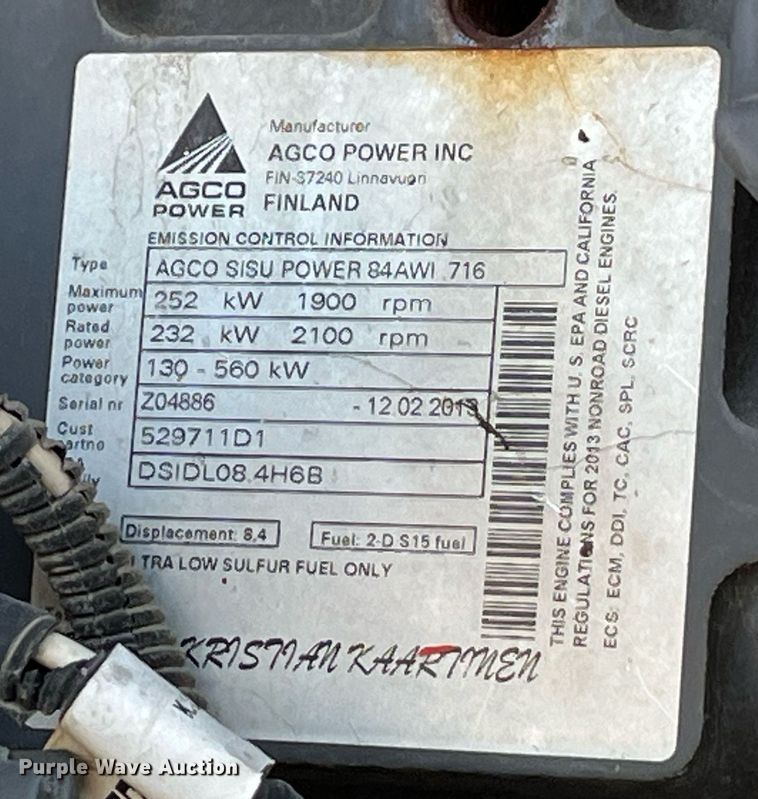 AGCO
POWER
Manufacturer
AGCO POWER INC
FIN-37240 Linnavuori
FINLAND
EMISSION CONTROL INFORMATION
Type AGCO SISU POWER 84AWI .716
Maximum power 252 kW 1900 rpm
Rated power 232 kW 2100 rpm
Power category 130 - 560 kW
Serial nr Z04886 - 12.02 2013
Cust partno 529711D1
DSIDL08.4H6B
Displacement: 8,4
Fuel: 2-D S15 fuel
LTRA LOW SULFUR FUEL ONLY
KRISTIAN KAARTINEN
THIS ENGINE COMPLIES WITH U. S. EPA AND CALIFORNIA
REGULATIONS FOR 2013 NONROAD DIESEL ENGINES.
ECS: ECM, DDI, TC, CAC, SPL, SCRC
Purple Wave Auction